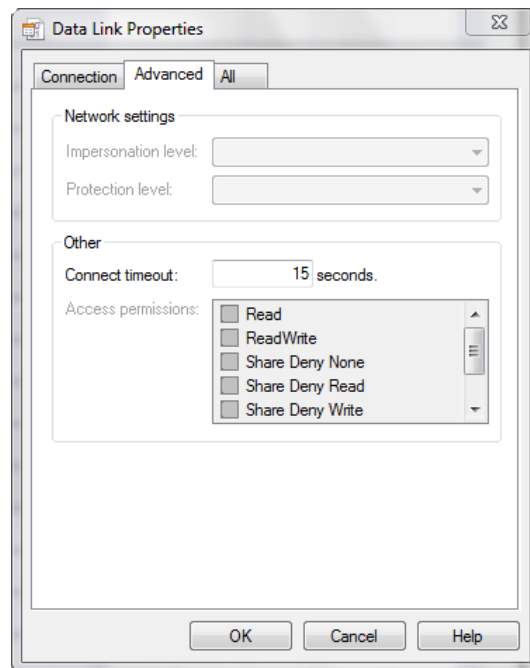 Data Link Properties
Connection Advanced All
Network settings
Impersonation level:
Protection level:
Other
Connect timeout: 15 seconds.
Access permissions: Read
ReadWrite
Share Deny None
Share Deny Read
Share Deny Write
OK Cancel Help